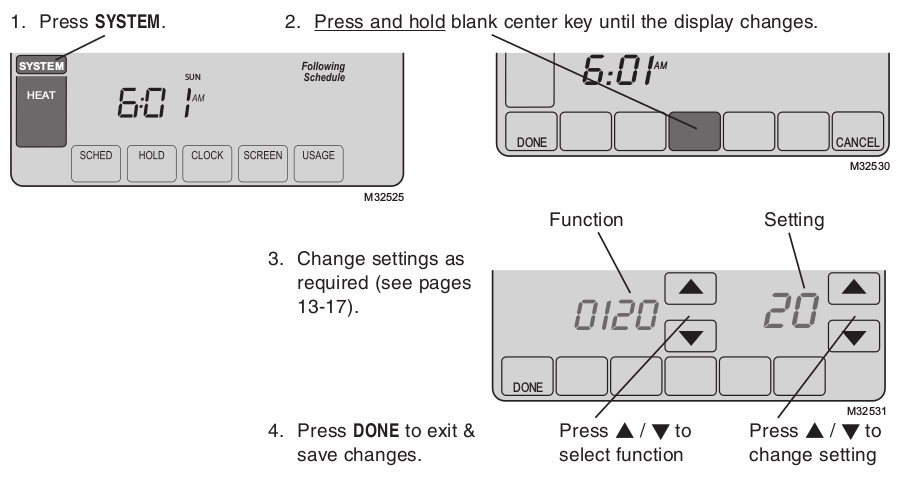 1. Press SYSTEM.
2. Press and hold blank center key until the display changes.
SYSTEM
HEAT
SUN
6:01 AM
Following
Schedule
SCHED
HOLD
CLOCK
SCREEN
USAGE
M32525
6:01 AM
DONE
CANCEL
M32530
3. Change settings as
required (see pages
13-17).
Function
Setting
0120
20
DONE
M32531
4. Press DONE to exit &
save changes.
Press ▲ / ▼ to
select function
Press ▲ / ▼ to
change setting